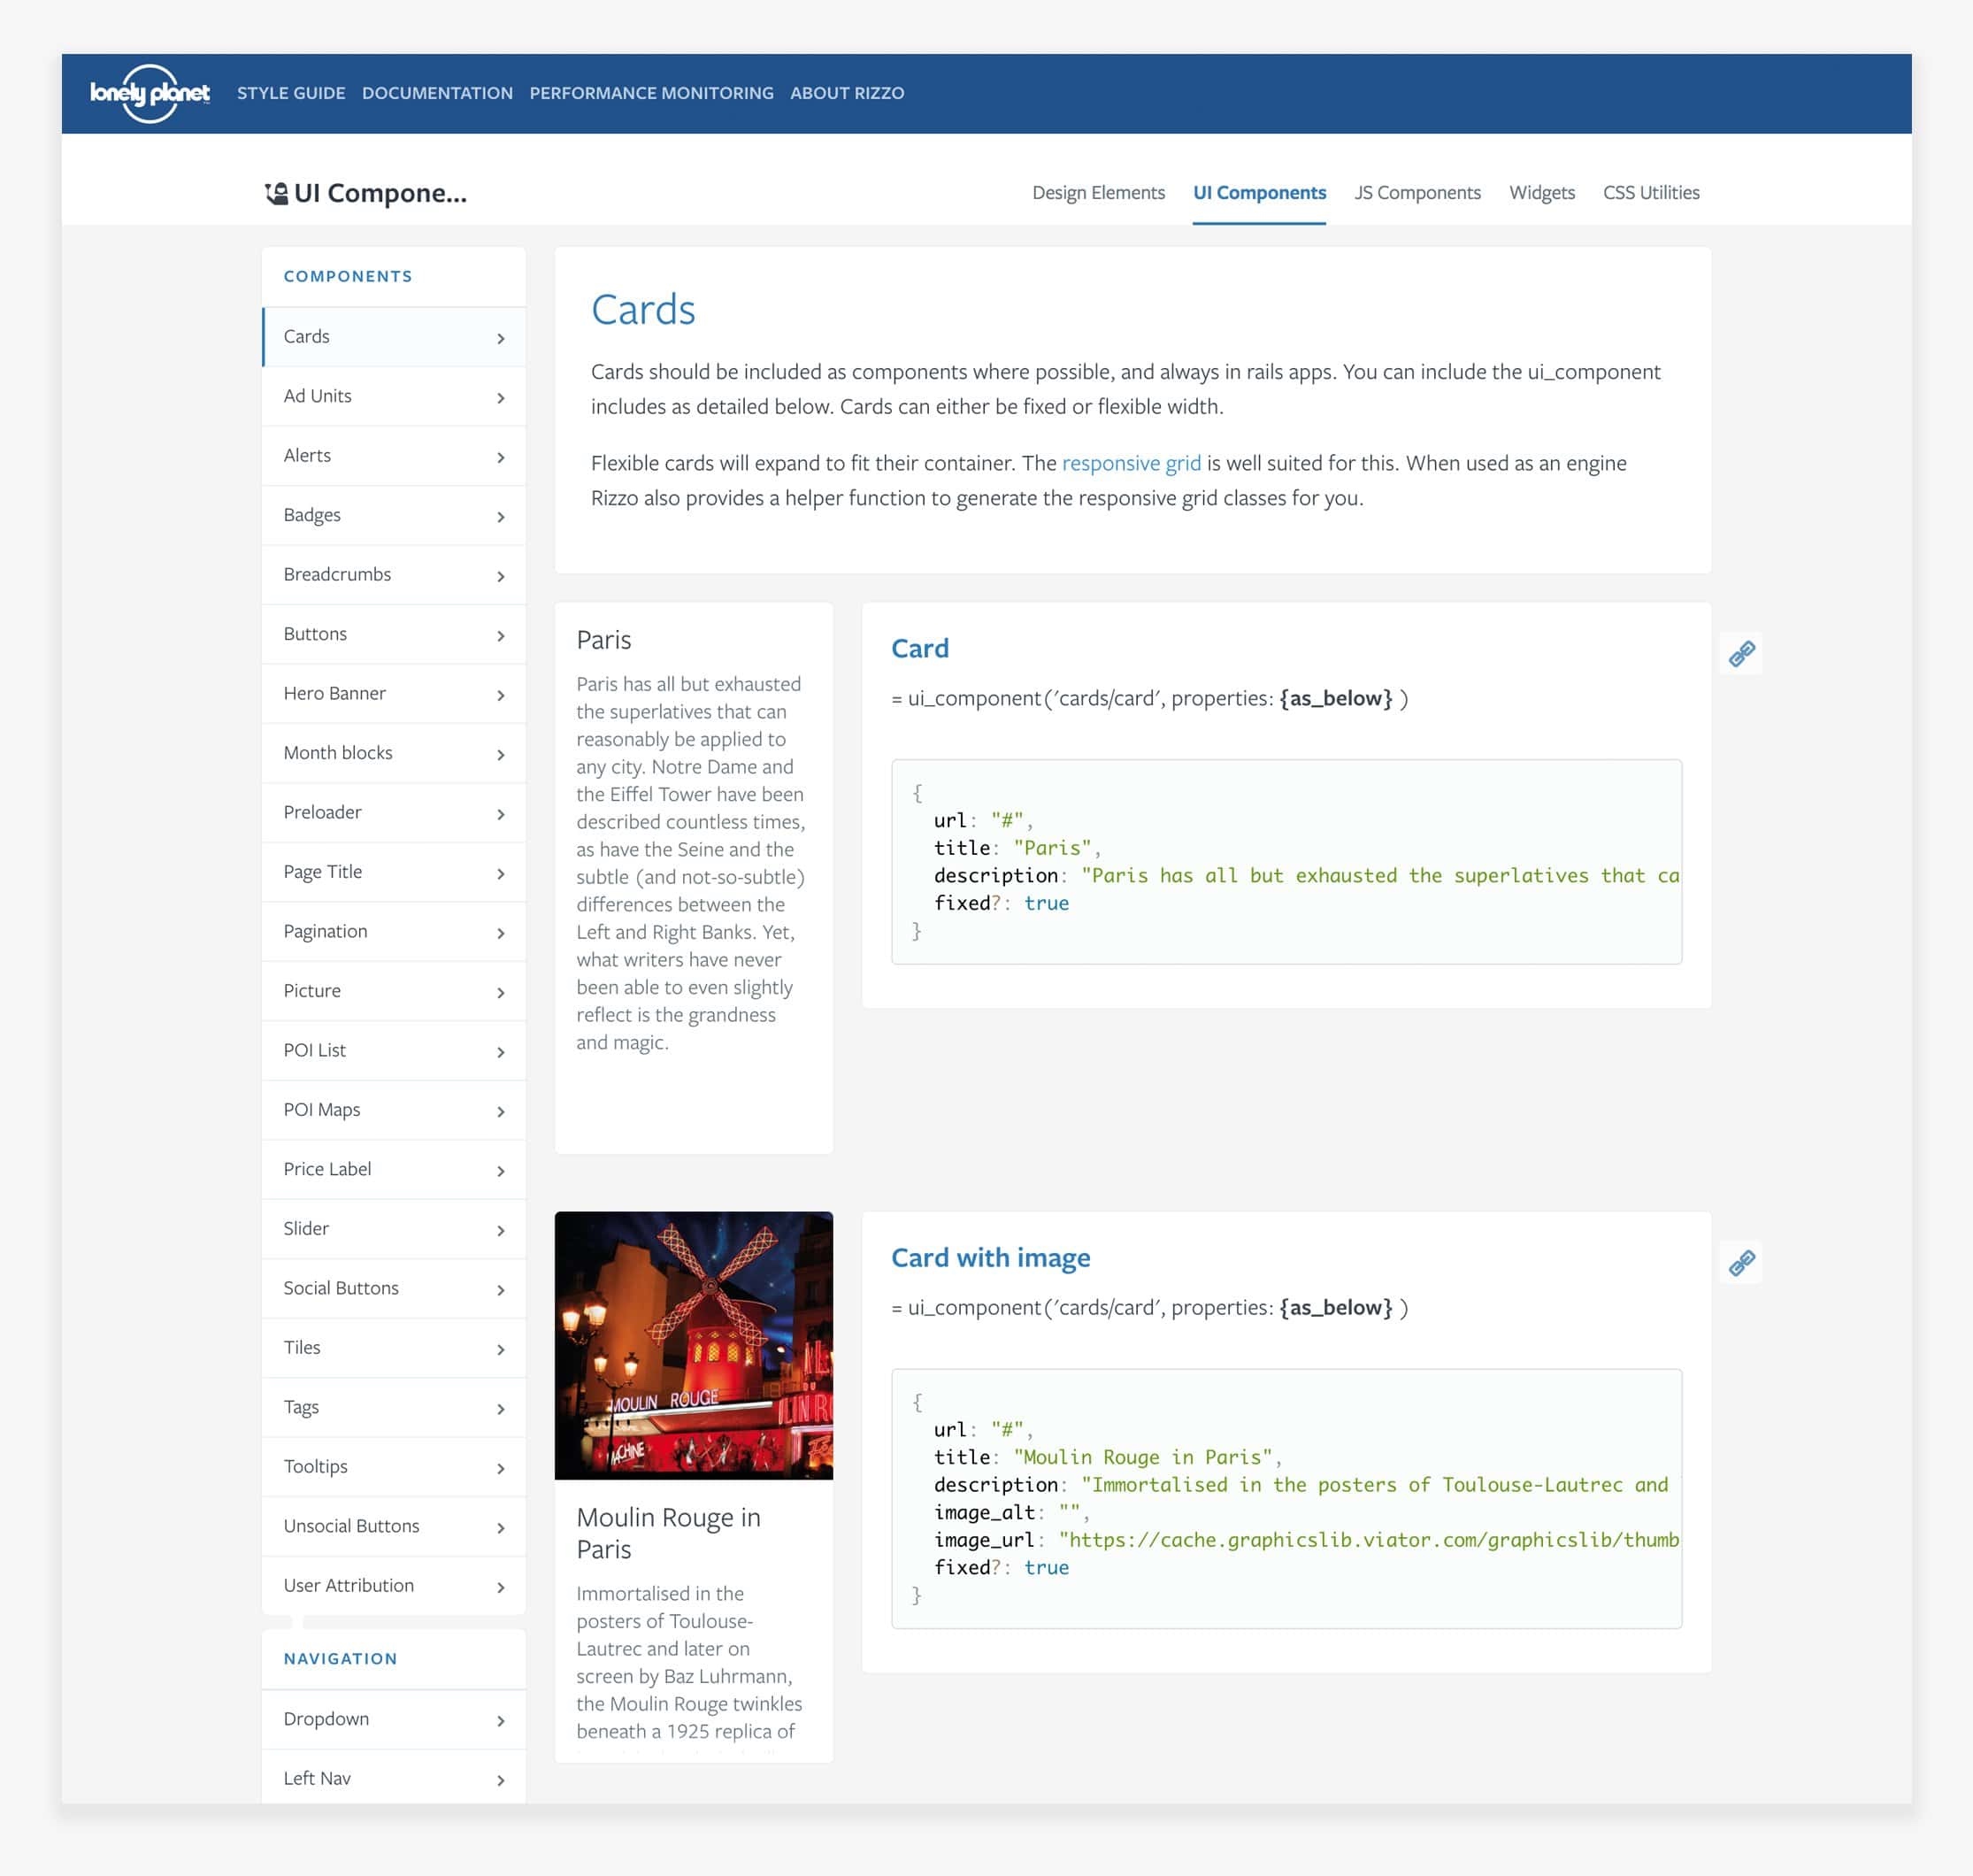 lonely planet
STYLE GUIDE DOCUMENTATION PERFORMANCE MONITORING ABOUT RIZZO
UI Compone...
Design Elements UI Components JS Components Widgets CSS Utilities
COMPONENTS
Cards
Ad Units
Alerts
Badges
Breadcrumbs
Buttons
Hero Banner
Month blocks
Preloader
Page Title
Pagination
Picture
POI List
POI Maps
Price Label
Slider
Social Buttons
Tiles
Tags
Tooltips
Unsocial Buttons
User Attribution
NAVIGATION
Dropdown
Left Nav
Cards
Cards should be included as components where possible, and always in rails apps. You can include the ui_component
includes as detailed below. Cards can either be fixed or flexible width.
Flexible cards will expand to fit their container. The responsive grid is well suited for this. When used as an engine
Rizzo also provides a helper function to generate the responsive grid classes for you.
Paris
Paris has all but exhausted
the superlatives that can
reasonably be applied to
any city. Notre Dame and
the Eiffel Tower have been
described countless times,
as have the Seine and the
subtle (and not-so-subtle)
differences between the
Left and Right Banks. Yet,
what writers have never
been able to even slightly
reflect is the grandness
and magic.
Card
= ui_component('cards/card', properties: {as_below} )
{
url: "#",
title: "Paris",
description: "Paris has all but exhausted the superlatives that ca
fixed?: true
}
MOULIN ROUGE
MACHINE
Moulin Rouge in
Paris
Immortalised in the
posters of Toulouse-
Lautrec and later on
screen by Baz Luhrmann,
the Moulin Rouge twinkles
beneath a 1925 replica of
Card with image
= ui_component('cards/card', properties: {as_below} )
{
url: "#",
title: "Moulin Rouge in Paris",
description: "Immortalised in the posters of Toulouse-Lautrec and
image_alt: "",
image_url: "https://cache.graphicslib.viator.com/graphicslib/thumb
fixed?: true
}